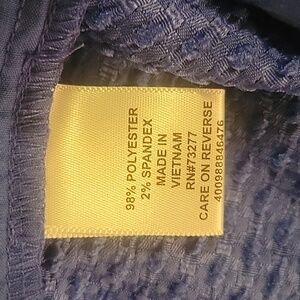 98% POLYESTER
2% SPANDEX
MADE IN
VIETNAM
RN#73277
CARE ON REVERSE
400988846476